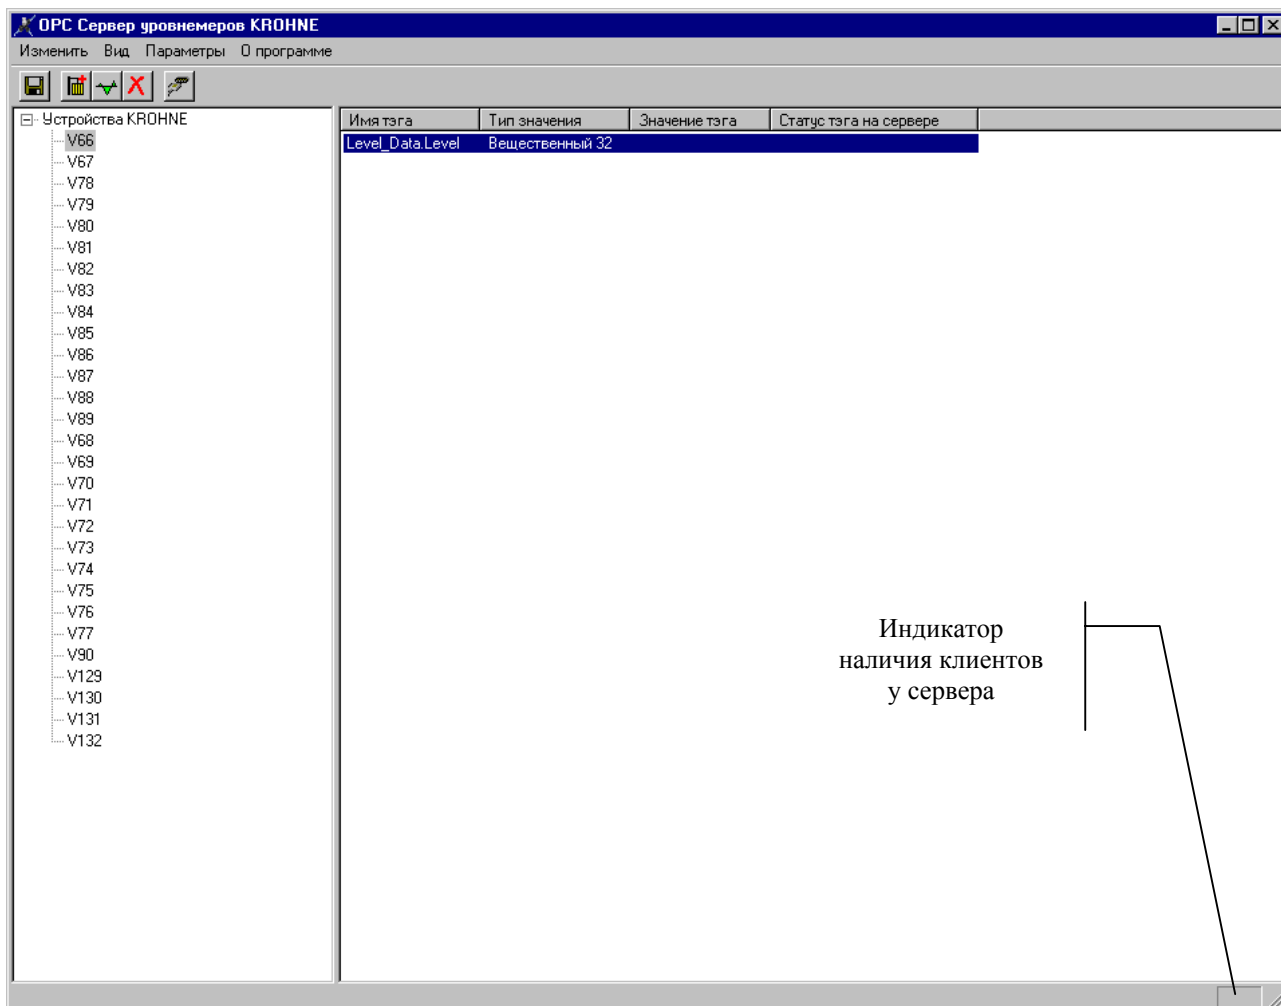 ОРС Сервер уровнемеров KROHNE
Изменить Вид Параметры О программе
Устройства KROHNE
V66
V67
V78
V79
V80
V81
V82
V83
V84
V85
V86
V87
V88
V89
V68
V69
V70
V71
V72
V73
V74
V75
V76
V77
V90
V129
V130
V131
V132
Имя тэга Тип значения Значение тэга Статус тэга на сервере
Level_Data.Level Вещественный 32
Индикатор
наличия клиентов
у сервера